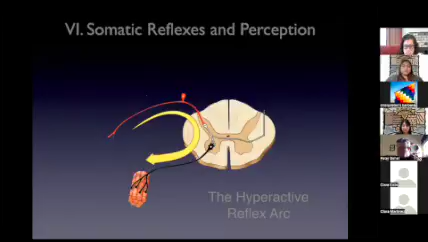 VI. Somatic Reflexes and Perception
The Hyperactive
Reflex Arc